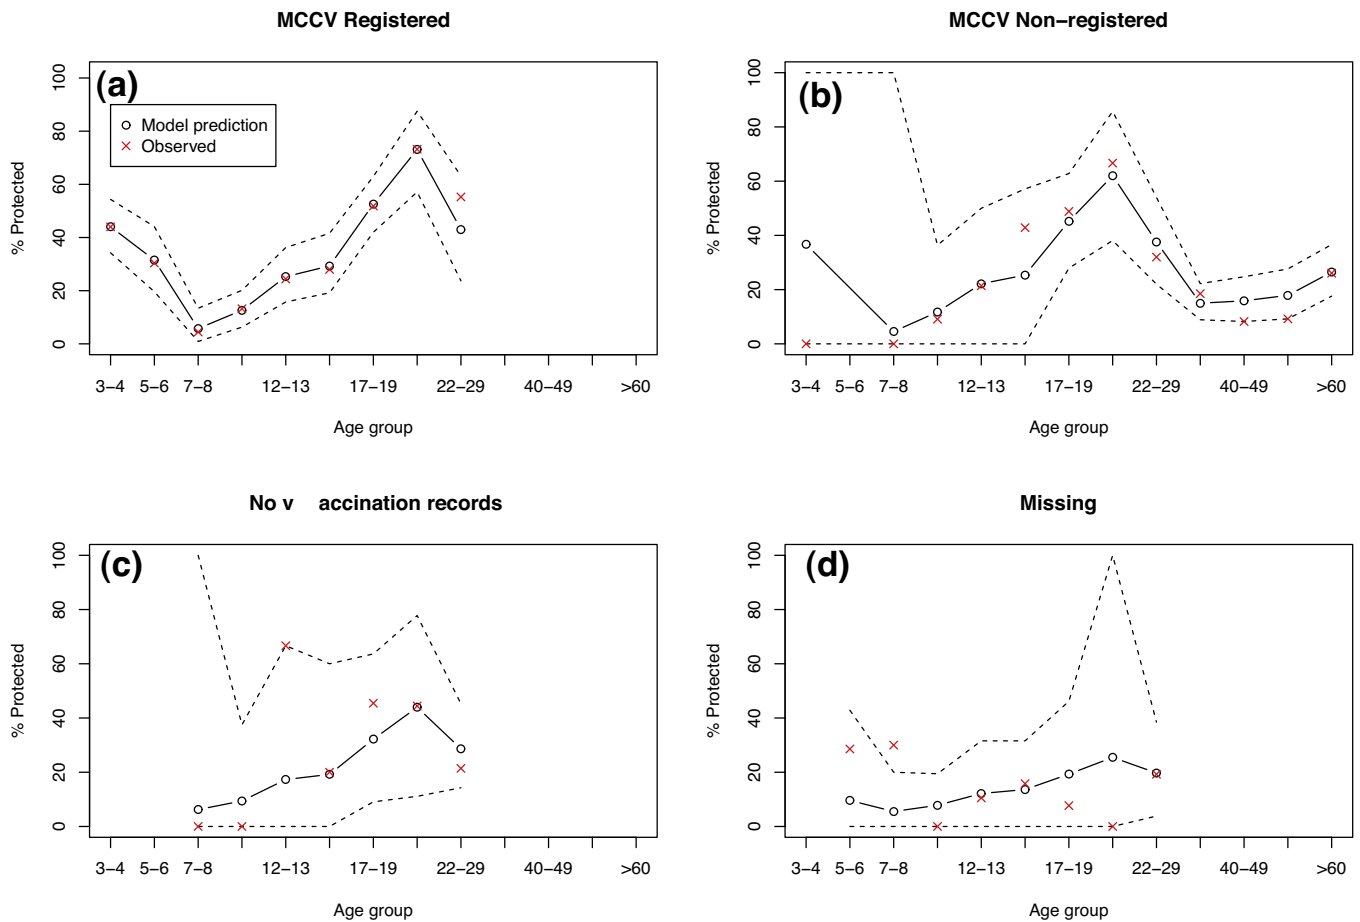 MCCV Registered
(a)
Model prediction
Observed
% Protected
0 20 40 60 80 100
3–4 5–6 7–8 12–13 17–19 22–29 40–49 >60
Age group
MCCV Non−registered
(b)
% Protected
0 20 40 60 80 100
3–4 5–6 7–8 12–13 17–19 22–29 40–49 >60
Age group
No v accination records
(c)
% Protected
0 20 40 60 80 100
3–4 5–6 7–8 12–13 17–19 22–29 40–49 >60
Age group
Missing
(d)
% Protected
0 20 40 60 80 100
3–4 5–6 7–8 12–13 17–19 22–29 40–49 >60
Age group